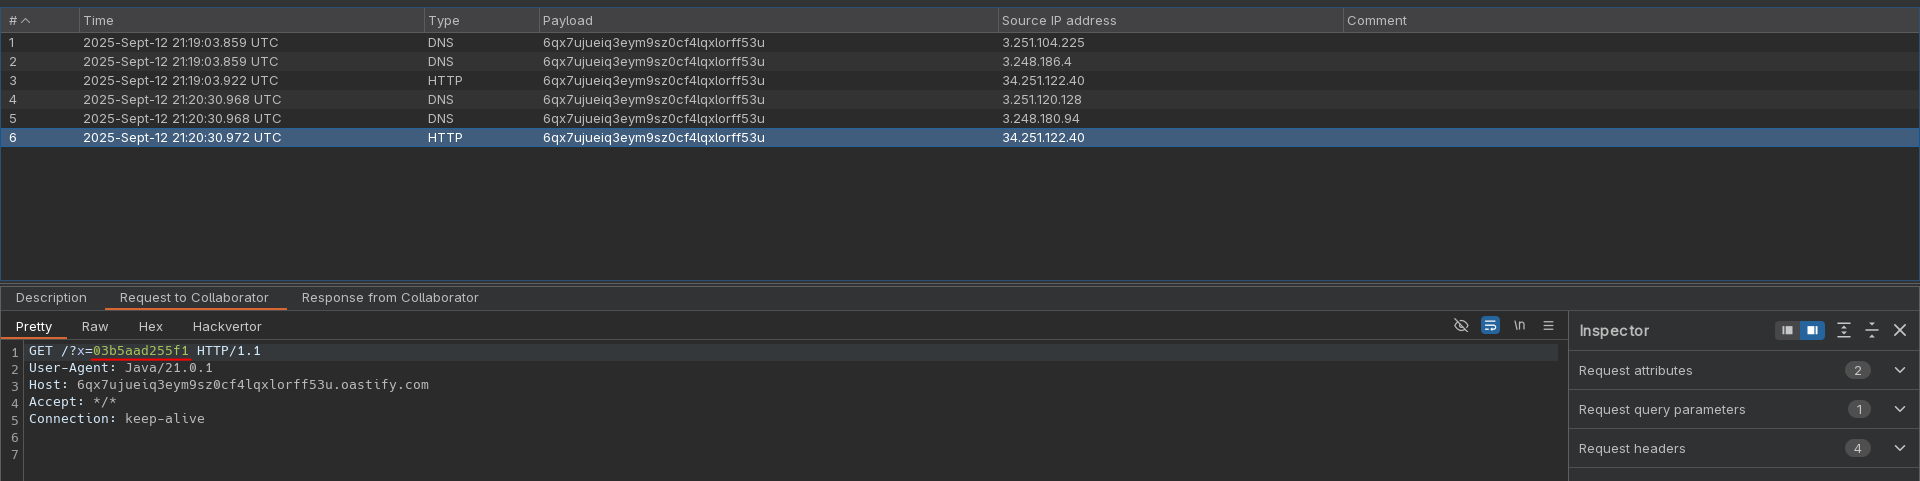 # Time Type Payload Source IP address Comment
1 2025-Sept-12 21:19:03.859 UTC DNS 6qx7ujueiq3eym9sz0cf4lqxlorff53u 3.251.104.225
2 2025-Sept-12 21:19:03.859 UTC DNS 6qx7ujueiq3eym9sz0cf4lqxlorff53u 3.248.186.4
3 2025-Sept-12 21:19:03.922 UTC HTTP 6qx7ujueiq3eym9sz0cf4lqxlorff53u 34.251.122.40
4 2025-Sept-12 21:20:30.968 UTC DNS 6qx7ujueiq3eym9sz0cf4lqxlorff53u 3.251.120.128
5 2025-Sept-12 21:20:30.968 UTC DNS 6qx7ujueiq3eym9sz0cf4lqxlorff53u 3.248.180.94
6 2025-Sept-12 21:20:30.972 UTC HTTP 6qx7ujueiq3eym9sz0cf4lqxlorff53u 34.251.122.40
Description Request to Collaborator Response from Collaborator
Pretty Raw Hex Hackvertor \n
1 GET /?x=03b5aad255f1 HTTP/1.1
2 User-Agent: Java/21.0.1
3 Host: 6qx7ujueiq3eym9sz0cf4lqxlorff53u.oastify.com
4 Accept: */*
5 Connection: keep-alive
6
7
Inspector
Request attributes 2
Request query parameters 1
Request headers 4